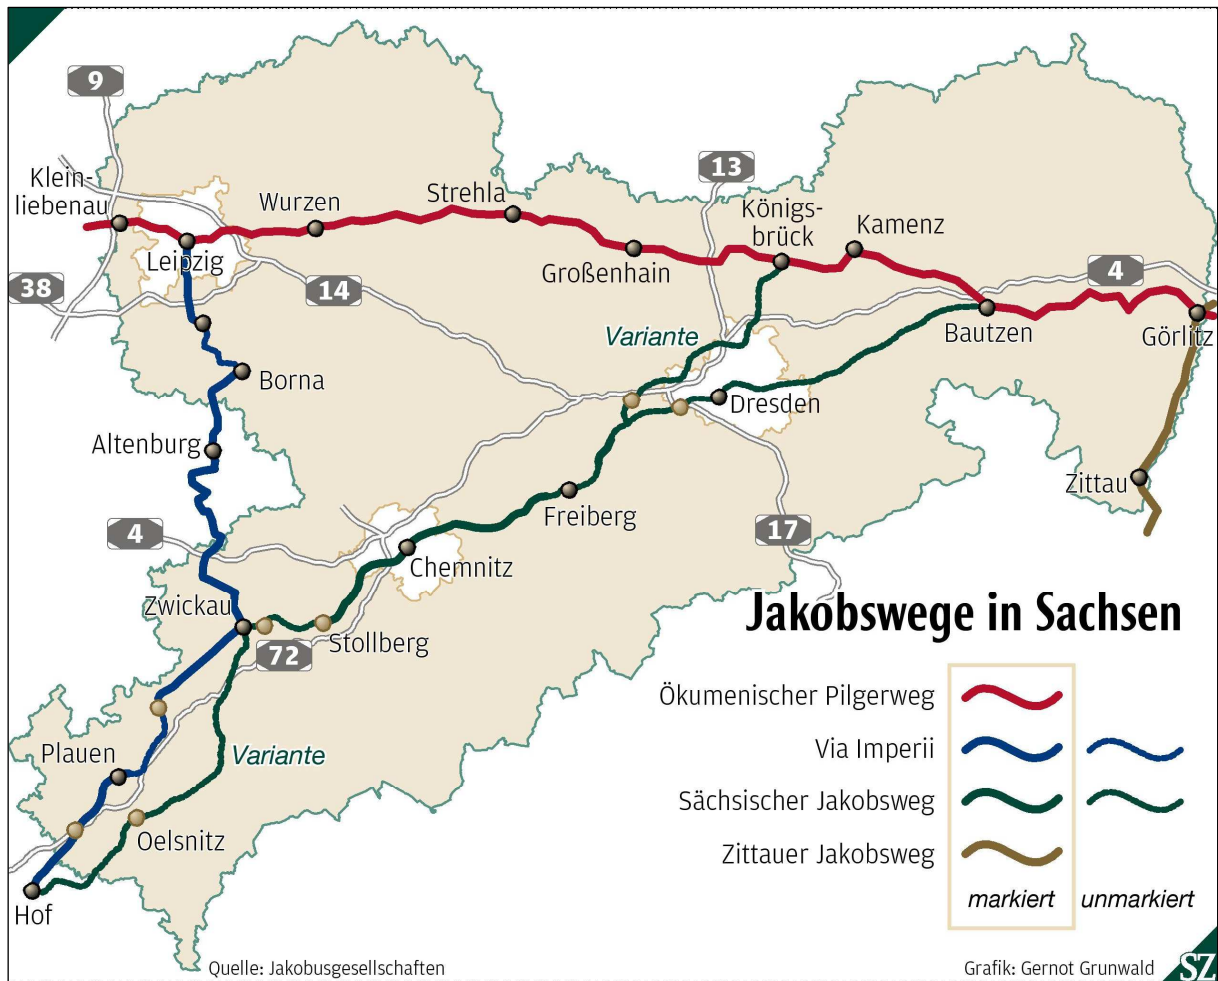 9
Klein-
liebenau
Wurzen
Strehla
13
Königs-
brück
Kamenz
Leipzig
Großenhain
4
38
14
Variante
Bautzen
Görlitz
Borna
Dresden
Altenburg
Zittau
Freiberg
4
17
Chemnitz
Zwickau
Stollberg
72
Jakobswege in Sachsen
Ökumenischer Pilgerweg
Via Imperii
Sächsischer Jakobsweg
Zittauer Jakobsweg
markiert
unmarkiert
Plauen
Variante
Oelsnitz
Hof
Quelle: Jakobusgesellschaften
Grafik: Gernot Grunwald
SZ